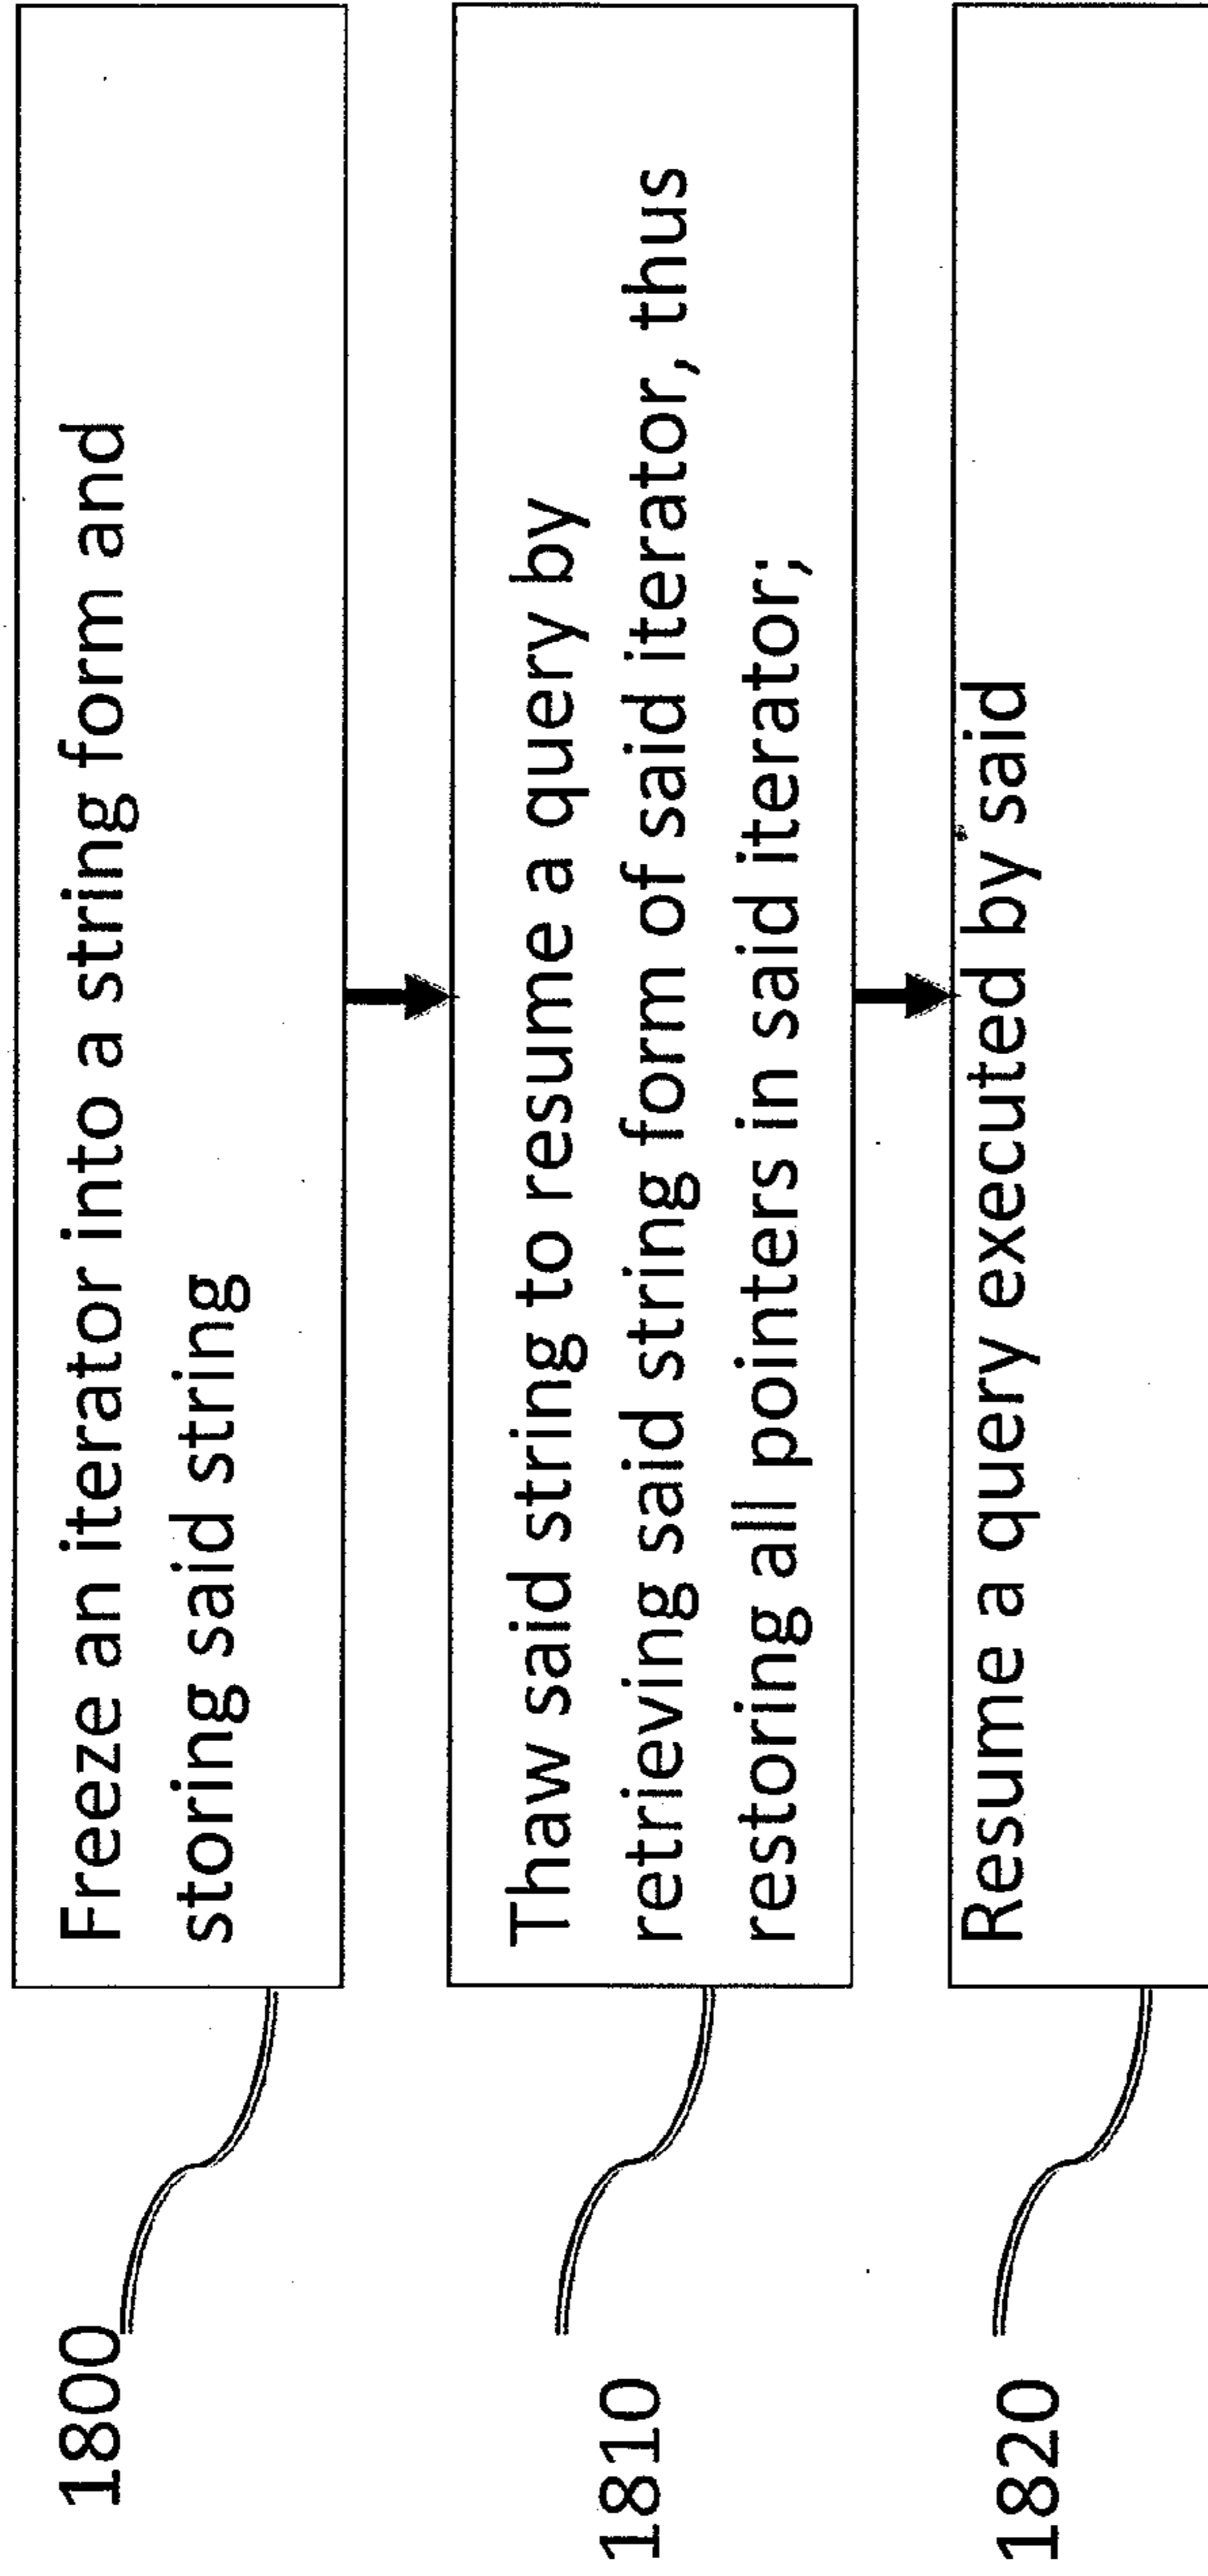 1800
Freeze an iterator into a string form and
storing said string
1810
Thaw said string to resume a query by
retrieving said string form of said iterator, thus
restoring all pointers in said iterator;
1820
Resume a query executed by said